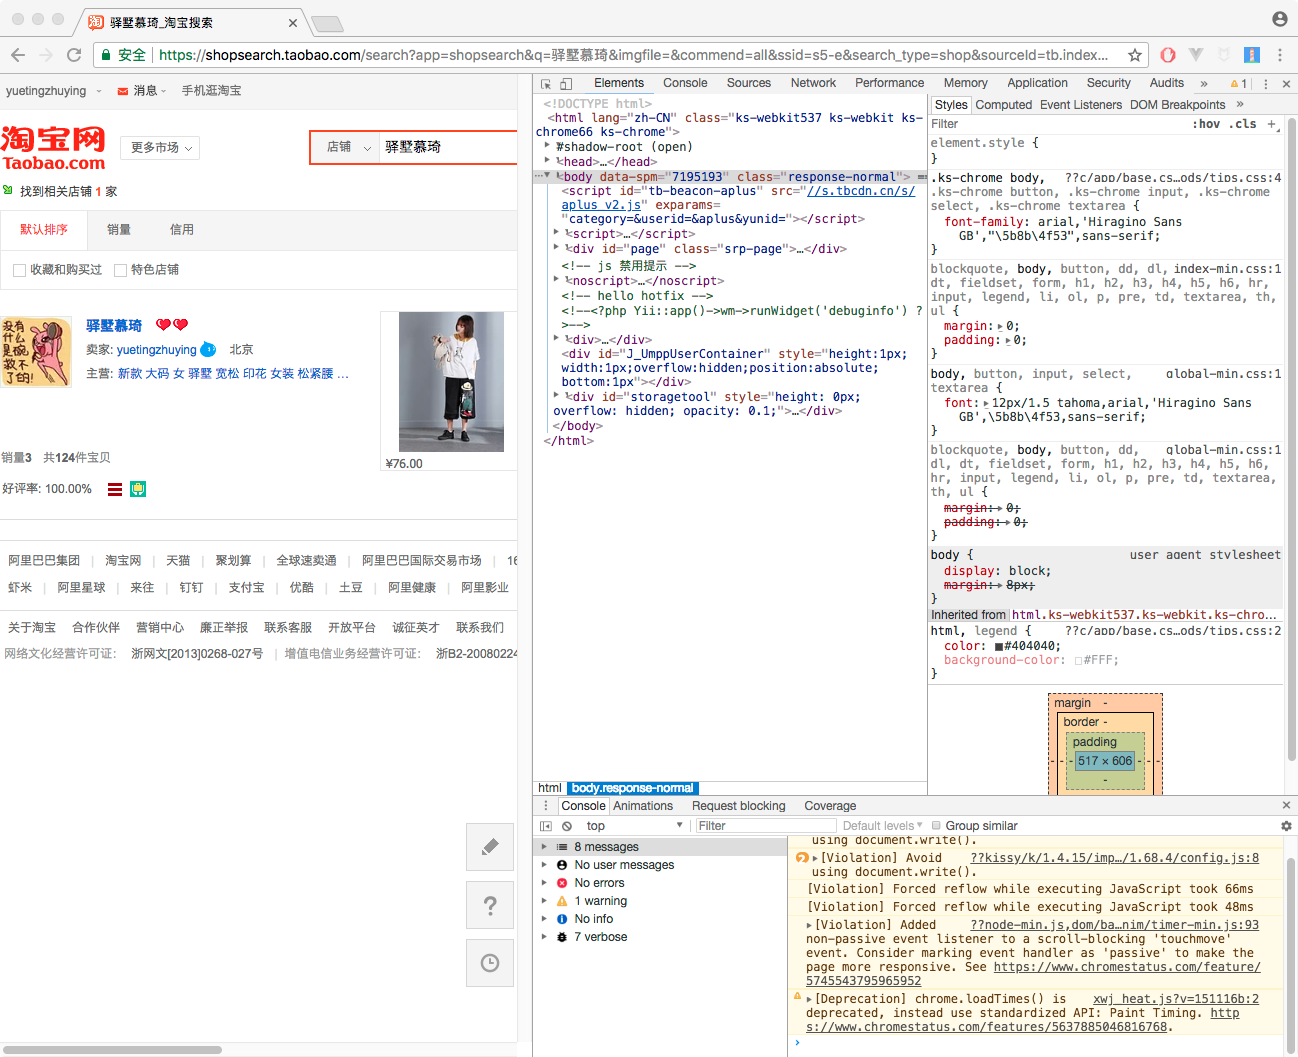 驿墅慕琦_淘宝搜索
安全 https://shopsearch.taobao.com/search?app=shopsearch&q=驿墅慕琦&imgfile=&commend=all&ssid=s5-e&search_type=shop&sourceId=tb.index...
yuetingzhuying 消息 手机逛淘宝
淘宝网
Taobao.com
更多市场
店铺 驿墅慕琦
找到相关店铺 1 家
默认排序 销量 信用
收藏和购买过 特色店铺
没有
什么
是碗
救不
了的!
驿墅慕琦
卖家: yuetingzhuying 北京
主营: 新款 大码 女 驿墅 宽松 印花 女装 松紧腰 ...
¥76.00
销量3 共124件宝贝
好评率: 100.00%
阿里巴巴集团 | 淘宝网 | 天猫 | 聚划算 | 全球速卖通 | 阿里巴巴国际交易市场 | 16
虾米 | 阿里星球 | 来往 | 钉钉 | 支付宝 | 优酷 | 土豆 | 阿里健康 | 阿里影业
关于淘宝 合作伙伴 营销中心 廉正举报 联系客服 开放平台 诚征英才 联系我们
网络文化经营许可证: 浙网文[2013]0268-027号 | 增值电信业务经营许可证: 浙B2-20080224
Elements Console Sources Network Performance Memory Application Security Audits » 1
<!DOCTYPE html>
<html lang="zh-CN" class="ks-webkit537 ks-webkit ks-
chrome66 ks-chrome">
#shadow-root (open)
<head>…</head>
<body data-spm="7195193" class="response-normal"> ==
<script id="tb-beacon-aplus" src="//s.tbcdn.cn/s/
aplus_v2.js" exparams=
"category=&userid=&aplus&yunid="></script>
<script>…</script>
<div id="page" class="srp-page">…</div>
<!-- js 禁用提示 -->
<noscript>…</noscript>
<!-- hello hotfix -->
<!--<?php Yii::app()->wm->runWidget('debuginfo') ?
>-->
<div>…</div>
<div id="J_UmppUserContainer" style="height:1px;
width:1px;overflow:hidden;position:absolute;
bottom:1px"></div>
<div id="storagetool" style="height: 0px;
overflow: hidden; opacity: 0.1;">…</div>
</body>
</html>
html body.response-normal
Styles Computed Event Listeners DOM Breakpoints »
Filter :hov .cls +
element.style {
}
.ks-chrome body, ??c/app/base.cs…ods/tips.css:4
.ks-chrome button, .ks-chrome input, .ks-chrome
select, .ks-chrome textarea {
font-family: arial,'Hiragino Sans
GB',"\5b8b\4f53",sans-serif;
}
blockquote, body, button, dd, dl, index-min.css:1
dt, fieldset, form, h1, h2, h3, h4, h5, h6, hr,
input, legend, li, ol, p, pre, td, textarea, th,
ul {
margin: 0;
padding: 0;
}
body, button, input, select, global-min.css:1
textarea {
font: 12px/1.5 tahoma,arial,'Hiragino Sans
GB',\5b8b\4f53,sans-serif;
}
blockquote, body, button, dd, global-min.css:1
dl, dt, fieldset, form, h1, h2, h3, h4, h5, h6,
hr, input, legend, li, ol, p, pre, td, textarea,
th, ul {
margin: 0;
padding: 0;
}
body { user agent stylesheet
display: block;
margin: 8px;
}
Inherited from html.ks-webkit537.ks-webkit.ks-chro…
html, legend { ??c/app/base.cs…ods/tips.css:2
color: #404040;
background-color: #FFF;
}
margin -
border -
padding
- - - 517 × 606 - - -
-
Console Animations Request blocking Coverage
top Filter Default levels Group similar
8 messages
No user messages
No errors
1 warning
No info
7 verbose
using document.write().
2 [Violation] Avoid ??kissy/k/1.4.15/imp…/1.68.4/config.js:8
using document.write().
[Violation] Forced reflow while executing JavaScript took 66ms
[Violation] Forced reflow while executing JavaScript took 48ms
[Violation] Added ??node-min.js,dom/ba…nim/timer-min.js:93
non-passive event listener to a scroll-blocking 'touchmove'
event. Consider marking event handler as 'passive' to make the
page more responsive. See https://www.chromestatus.com/feature/
5745543795965952
[Deprecation] chrome.loadTimes() is xwj_heat.js?v=151116b:2
deprecated, instead use standardized API: Paint Timing. http
s://www.chromestatus.com/features/5637885046816768.